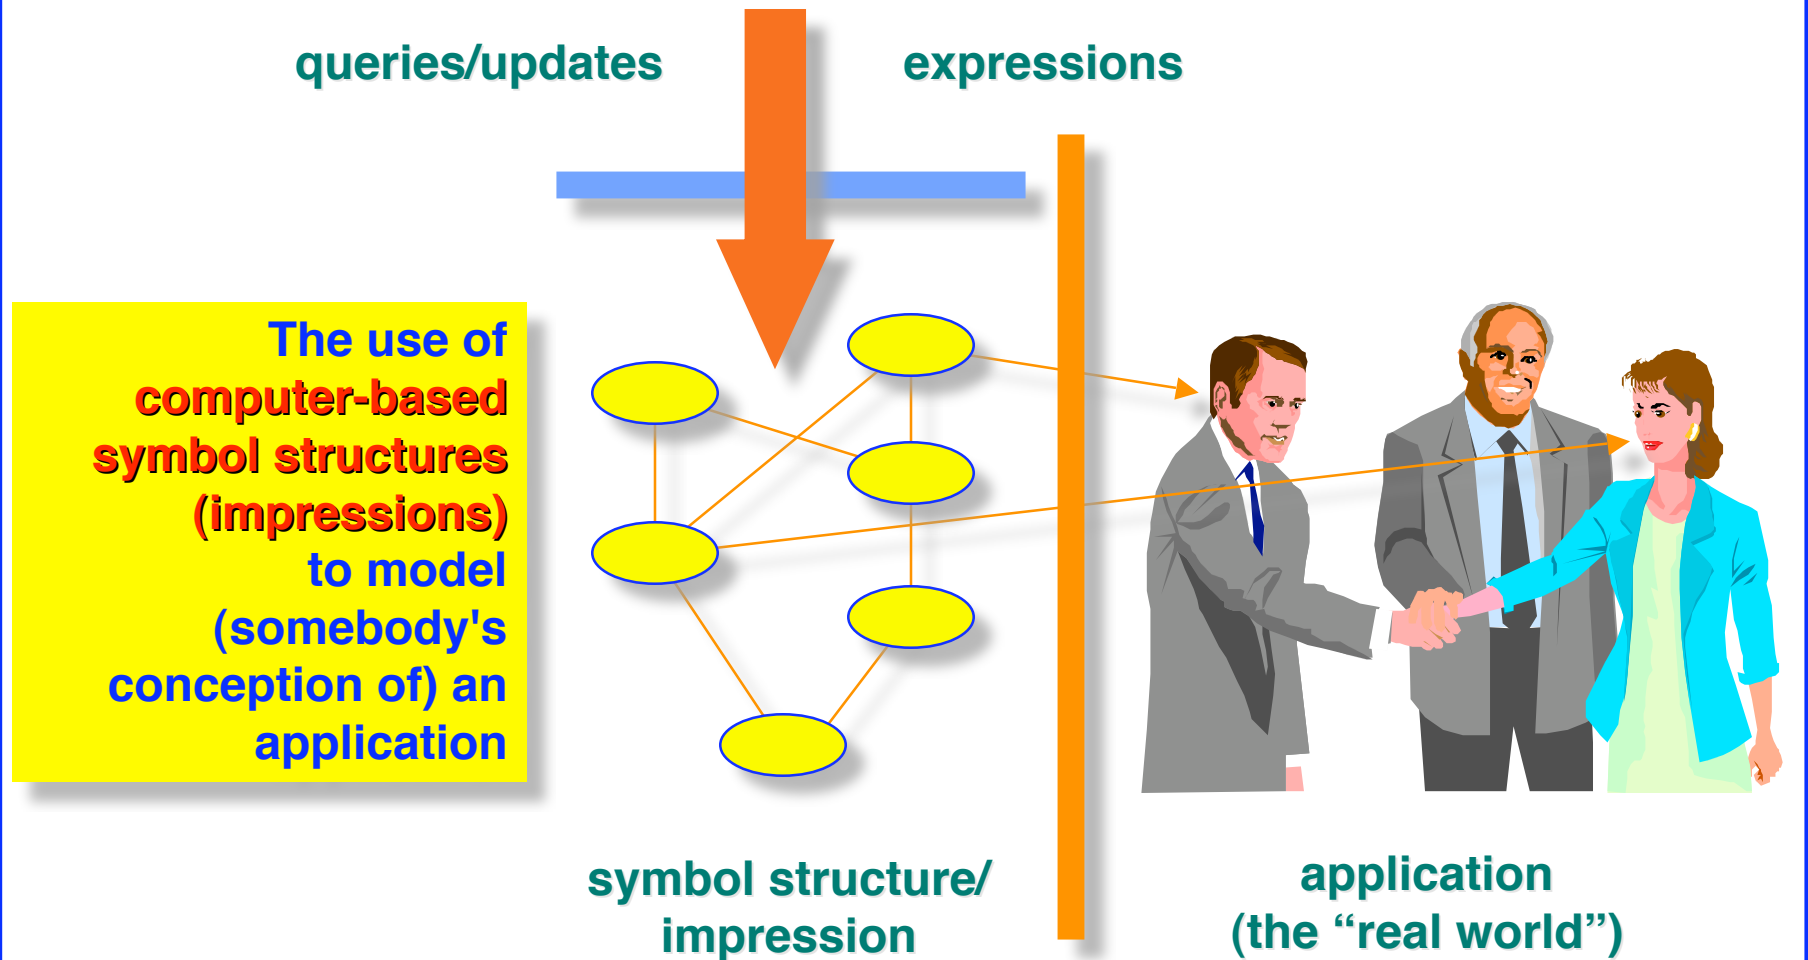 queries/updates
expressions
The use of
computer-based
symbol structures
(impressions)
to model
(somebody's
conception of) an
application
symbol structure/
impression
application
(the “real world”)